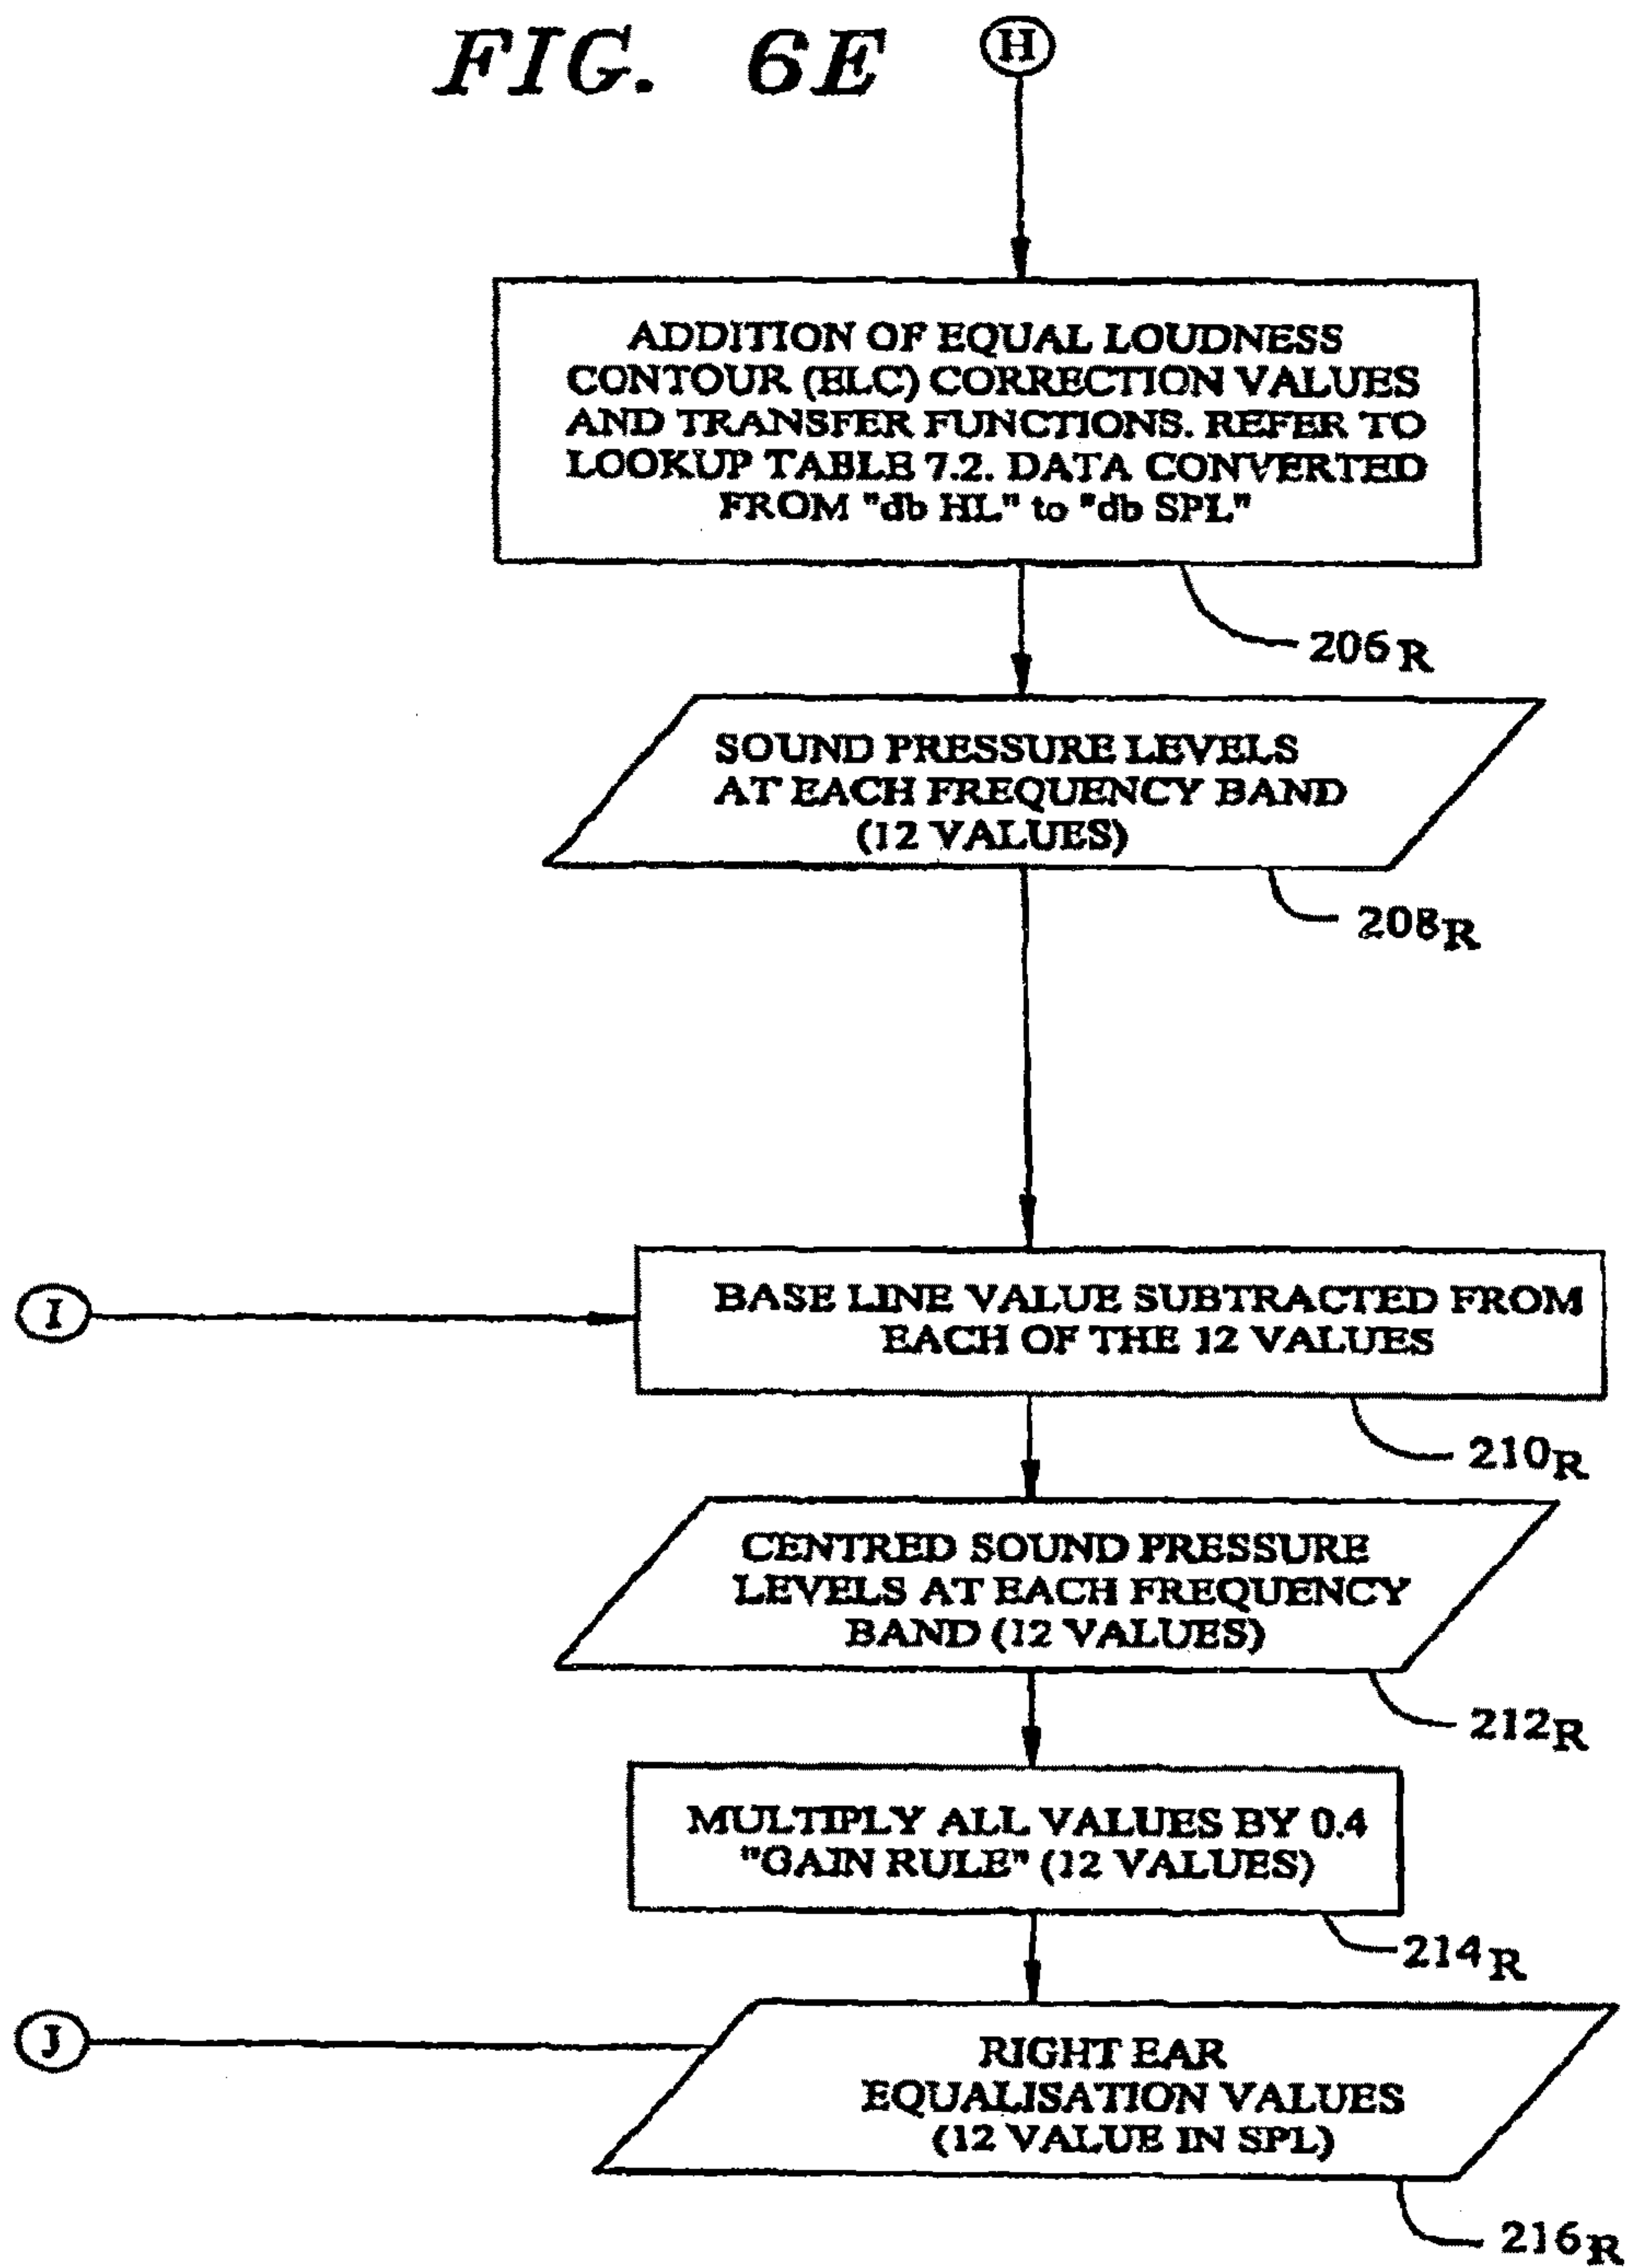 FIG. 6E
H
ADDITION OF EQUAL LOUDNESS
CONTOUR (ELC) CORRECTION VALUES
AND TRANSFER FUNCTIONS. REFER TO
LOOKUP TABLE 7.2. DATA CONVERTED
FROM "db HL" to "db SPL"
206R
SOUND PRESSURE LEVELS
AT EACH FREQUENCY BAND
(12 VALUES)
208R
I
BASE LINE VALUE SUBTRACTED FROM
EACH OF THE 12 VALUES
210R
CENTRED SOUND PRESSURE
LEVELS AT EACH FREQUENCY
BAND (12 VALUES)
212R
MULTIPLY ALL VALUES BY 0.4
"GAIN RULE" (12 VALUES)
214R
J
RIGHT EAR
EQUALISATION VALUES
(12 VALUE IN SPL)
216R